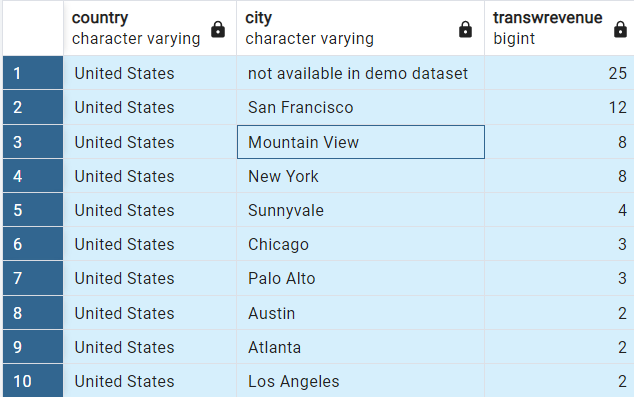 country city transwrevenue
character varying character varying bigint
1 United States not available in demo dataset 25
2 United States San Francisco 12
3 United States Mountain View 8
4 United States New York 8
5 United States Sunnyvale 4
6 United States Chicago 3
7 United States Palo Alto 3
8 United States Austin 2
9 United States Atlanta 2
10 United States Los Angeles 2